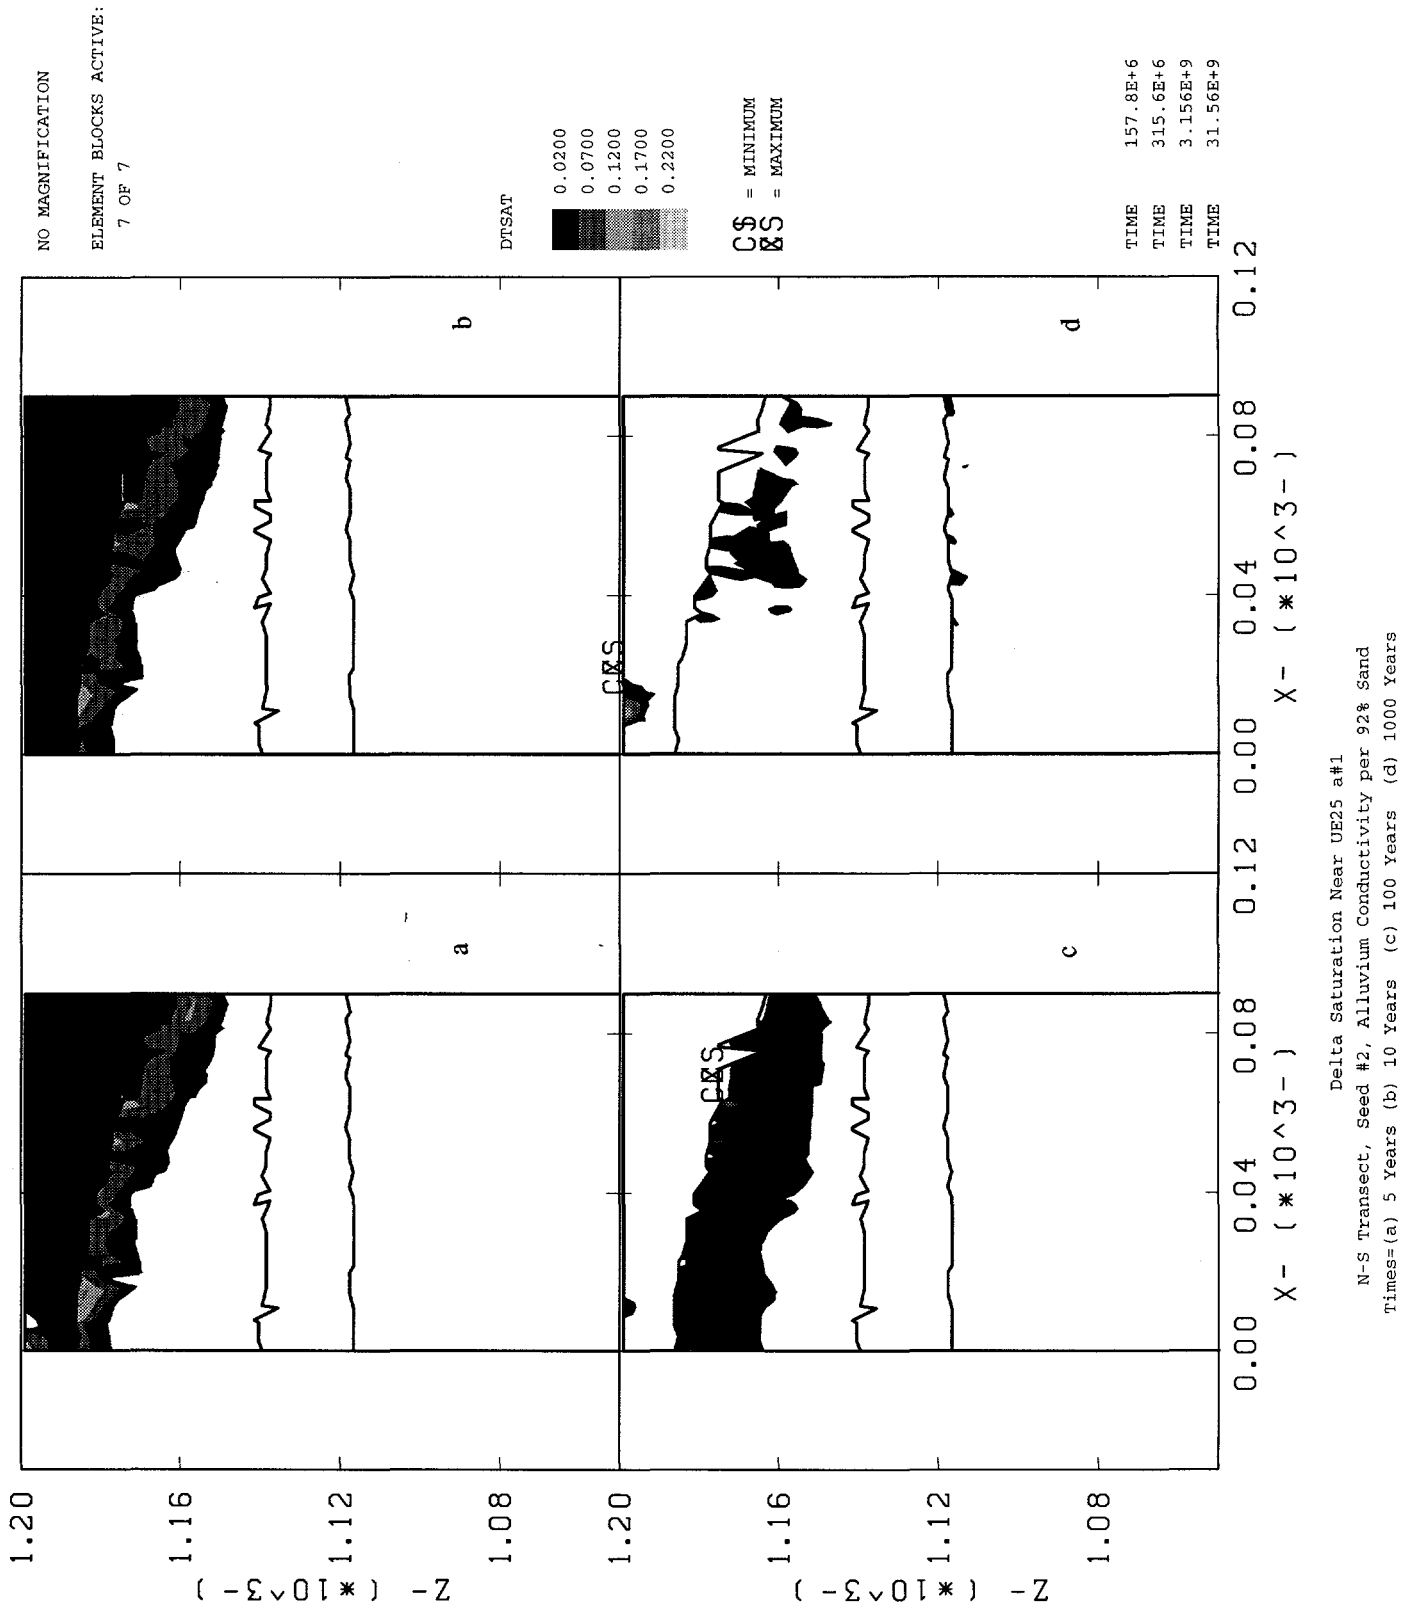 NO MAGNIFICATION
ELEMENT BLOCKS ACTIVE:
7 OF 7
DTSAT
0.0200
0.0700
0.1200
0.1700
0.2200
= MINIMUM
= MAXIMUM
TIME 157.8E+6
TIME 315.6E+6
TIME 3.156E+9
TIME 31.56E+9
1.20
1.16
1.12
1.08
Z- (*10^3-)
a
b
1.20
1.16
1.12
1.08
Z- (*10^3-)
c
d
0.00
0.04
0.08
0.12
X- (*10^3-)
0.00
0.04
0.08
0.12
X- (*10^3-)
Delta Saturation Near UE25 a#1
N-S Transect, Seed #2, Alluvium Conductivity per 92% Sand
Times=(a) 5 Years (b) 10 Years (c) 100 Years (d) 1000 Years